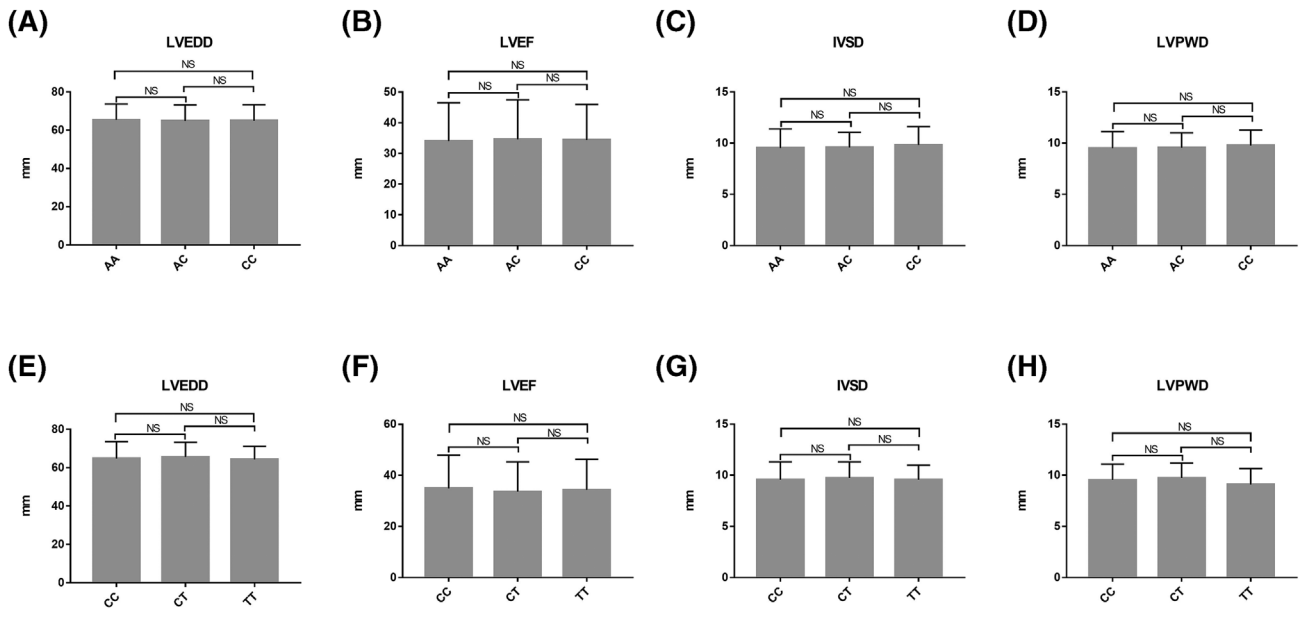 (A)
LVEDD
NS
NS
NS
80
60
40
20
0
mm
AA
AC
CC
(B)
LVEF
NS
NS
NS
50
40
30
20
10
0
mm
AA
AC
CC
(C)
IVSD
NS
NS
NS
15
10
5
0
mm
AA
AC
CC
(D)
LVPWD
NS
NS
NS
15
10
5
0
mm
AA
AC
CC
(E)
LVEDD
NS
NS
NS
80
60
40
20
0
mm
CC
CT
TT
(F)
LVEF
NS
NS
NS
60
40
20
0
mm
CC
CT
TT
(G)
IVSD
NS
NS
NS
15
10
5
0
mm
CC
CT
TT
(H)
LVPWD
NS
NS
NS
15
10
5
0
mm
CC
CT
TT